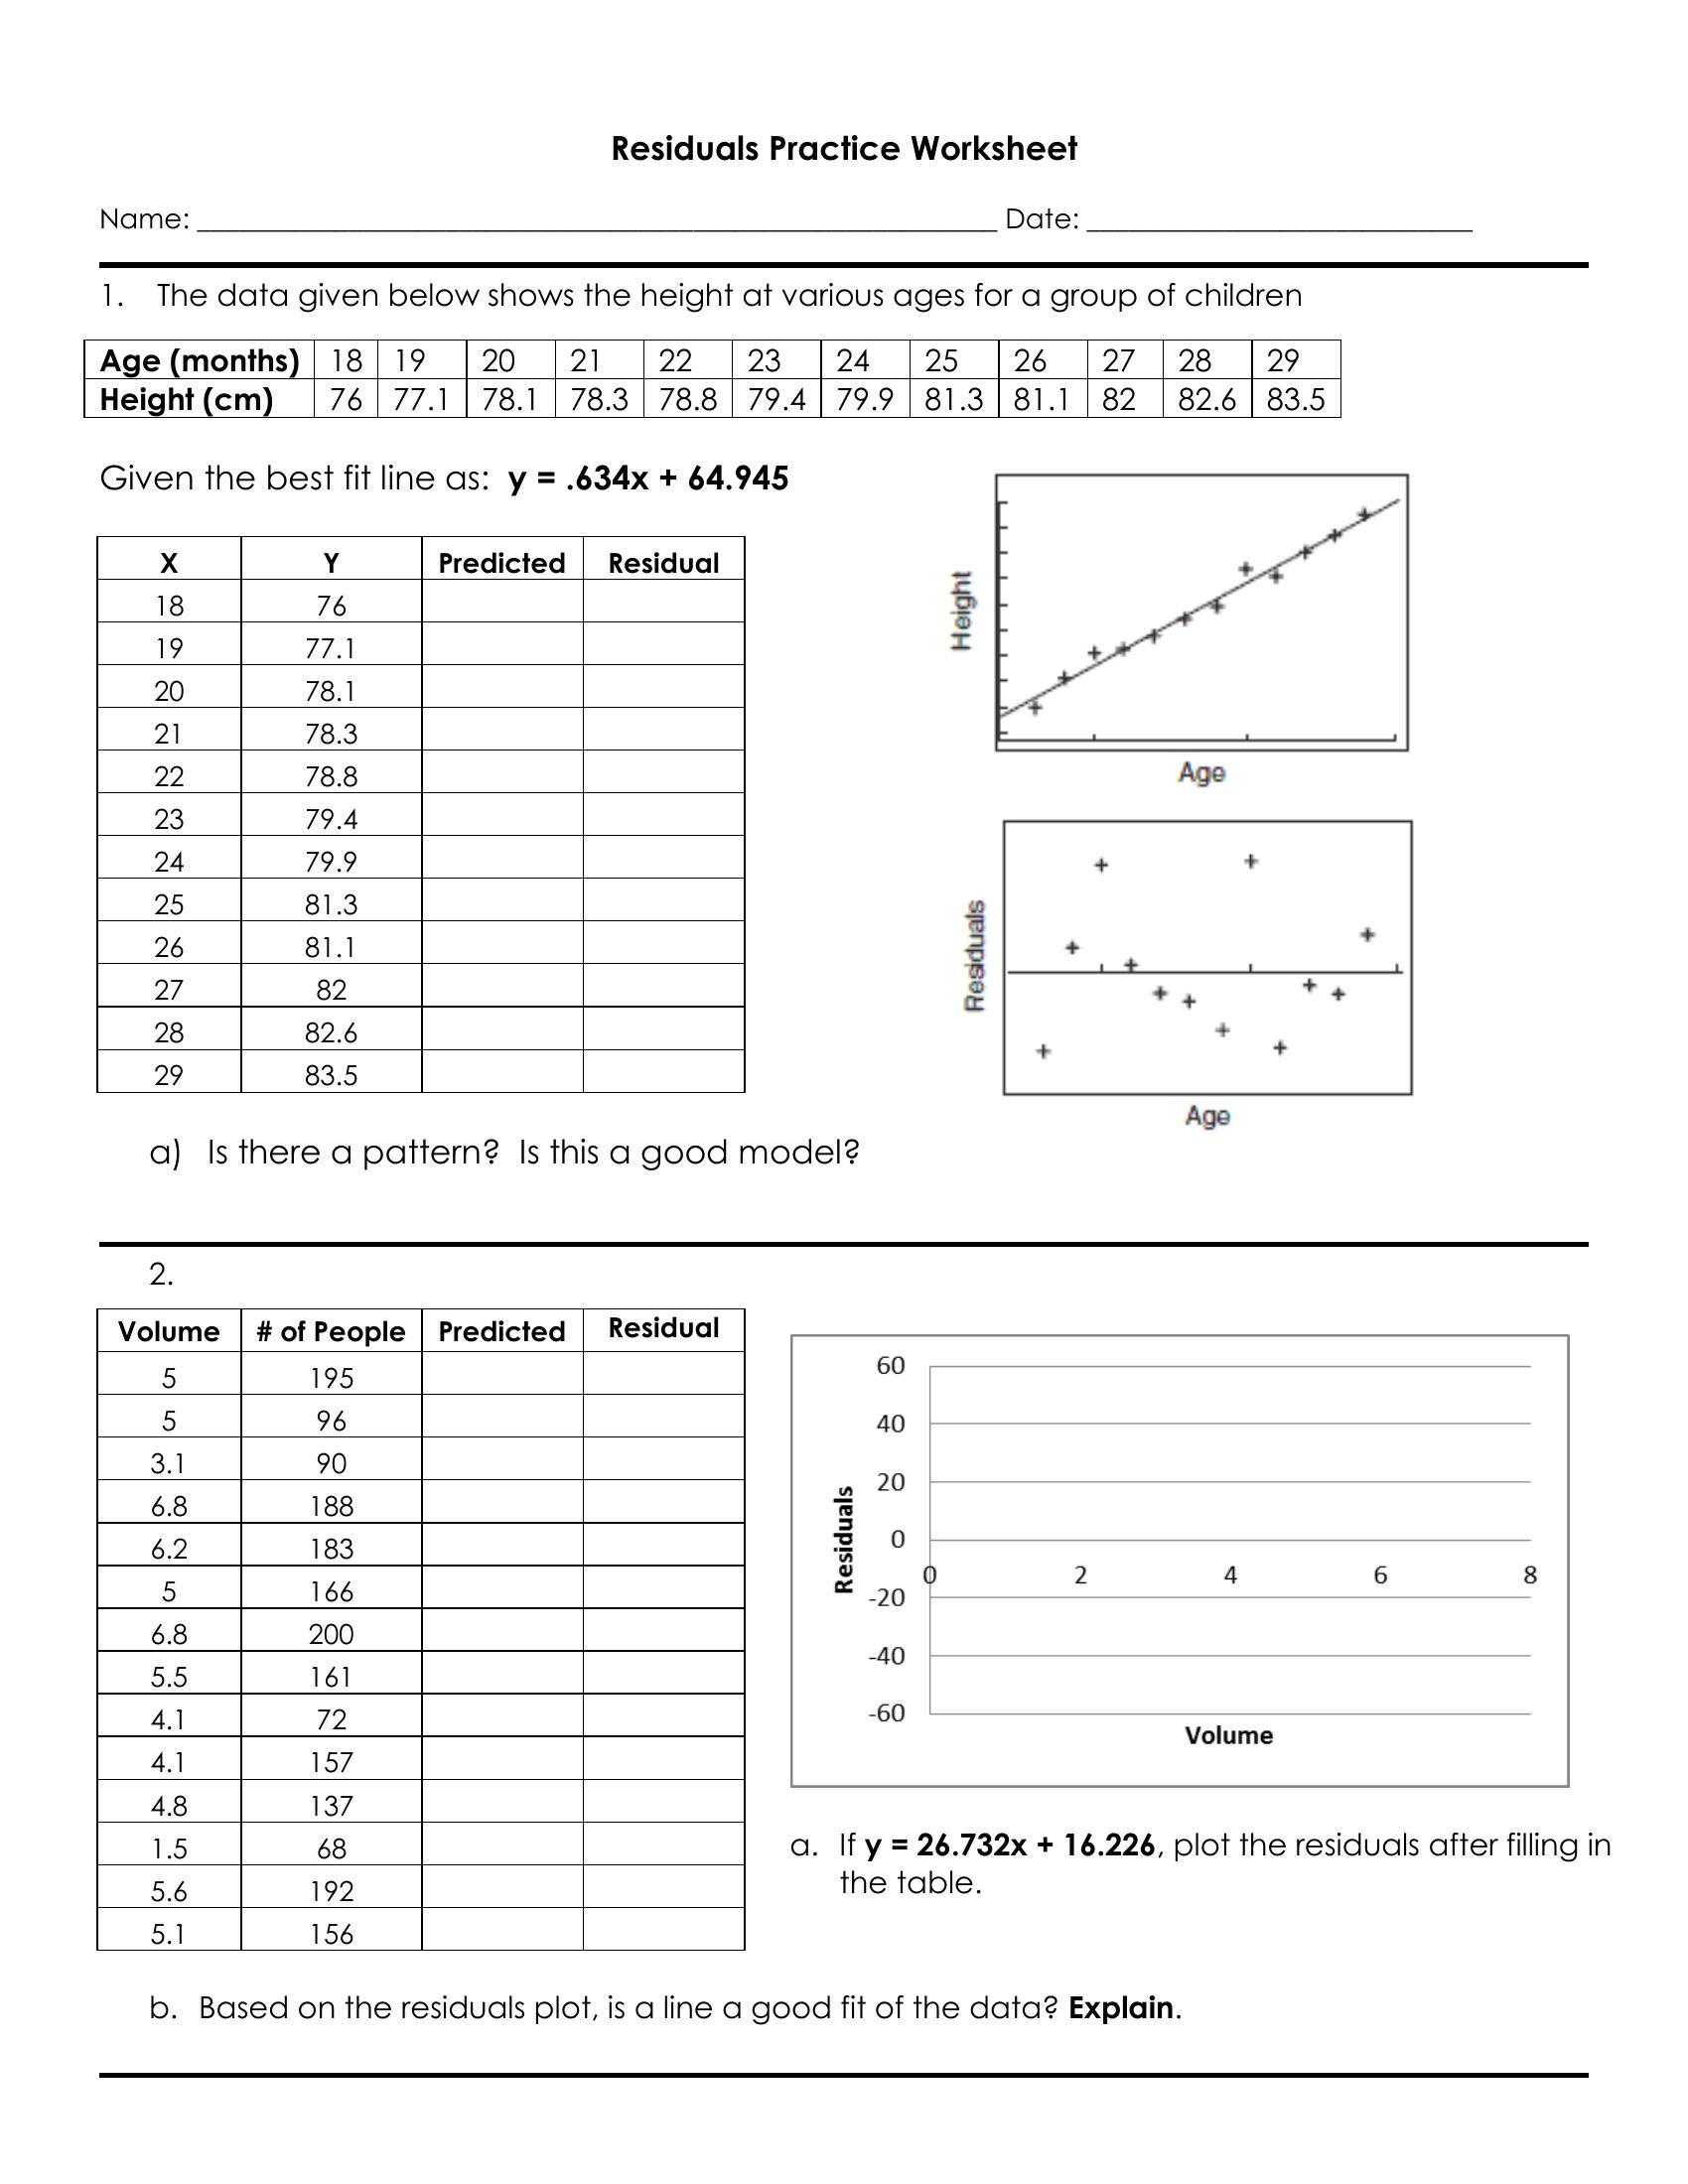 Residuals Practice Worksheet
Name: ______________________________________________________ Date: __________________________
1. The data given below shows the height at various ages for a group of children
Age (months) 18 19 20 21 22 23 24 25 26 27 28 29
Height (cm) 76 77.1 78.1 78.3 78.8 79.4 79.9 81.3 81.1 82 82.6 83.5
Given the best fit line as: y = .634x + 64.945
X Y Predicted Residual
18 76
19 77.1
20 78.1
21 78.3
22 78.8
23 79.4
24 79.9
25 81.3
26 81.1
27 82
28 82.6
29 83.5
Height
Age
Residuals
Age
a) Is there a pattern? Is this a good model?
2.
Volume # of People Predicted Residual
5 195
5 96
3.1 90
6.8 188
6.2 183
5 166
6.8 200
5.5 161
4.1 72
4.1 157
4.8 137
1.5 68
5.6 192
5.1 156
Residuals
60
40
20
0
0 2 4 6 8
-20
-40
-60
Volume
a. If y = 26.732x + 16.226, plot the residuals after filling in
the table.
b. Based on the residuals plot, is a line a good fit of the data? Explain.